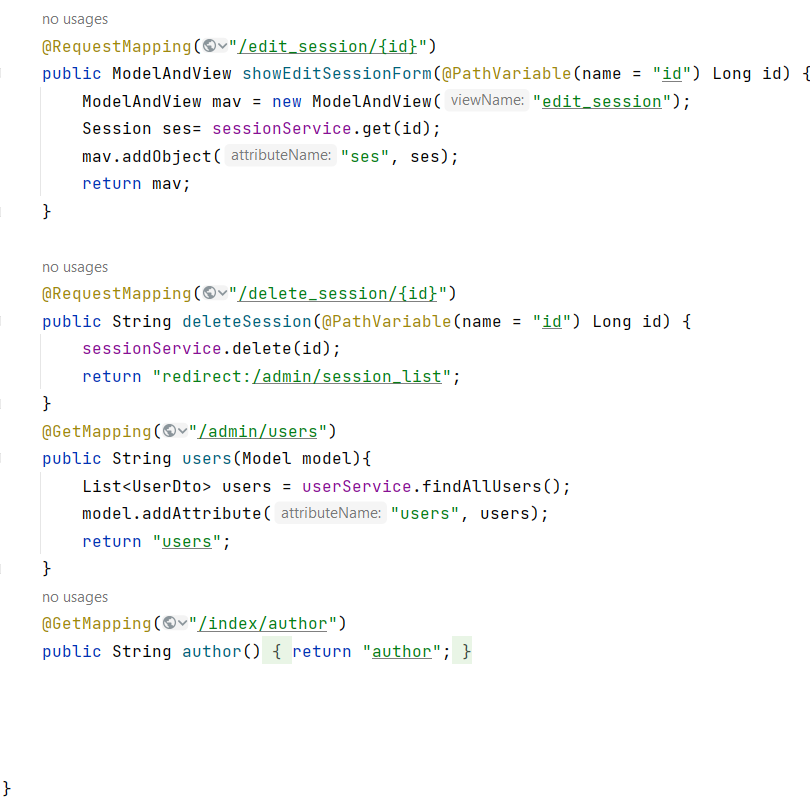 no usages
@RequestMapping("/edit_session/{id}")
public ModelAndView showEditSessionForm(@PathVariable(name = "id") Long id) {
ModelAndView mav = new ModelAndView( viewName: "edit_session");
Session ses= sessionService.get(id);
mav.addObject( attributeName: "ses", ses);
return mav;
}
no usages
@RequestMapping("/delete_session/{id}")
public String deleteSession(@PathVariable(name = "id") Long id) {
sessionService.delete(id);
return "redirect:/admin/session_list";
}
@GetMapping("/admin/users")
public String users(Model model){
List<UserDto> users = userService.findAllUsers();
model.addAttribute( attributeName: "users", users);
return "users";
}
no usages
@GetMapping("/index/author")
public String author() { return "author"; }
}